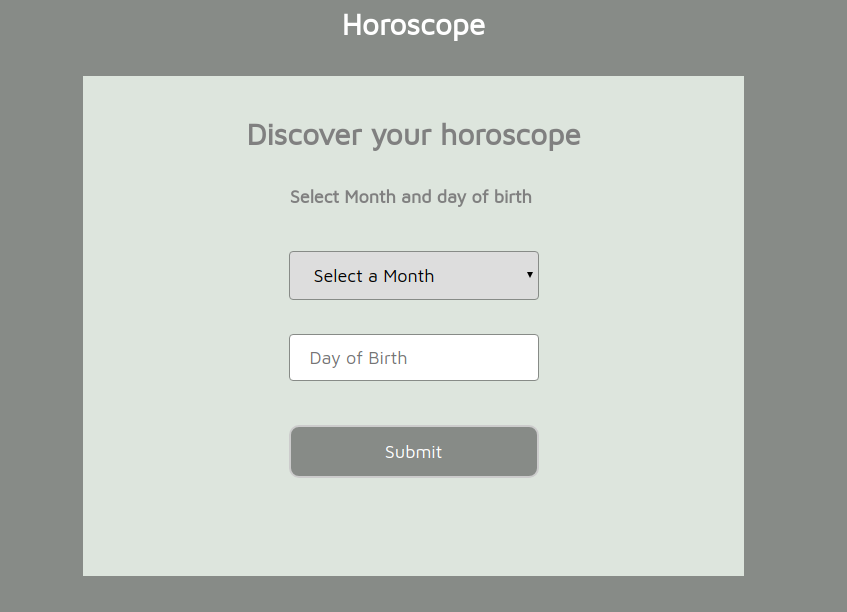 Horoscope
Discover your horoscope
Select Month and day of birth
Select a Month
Day of Birth
Submit